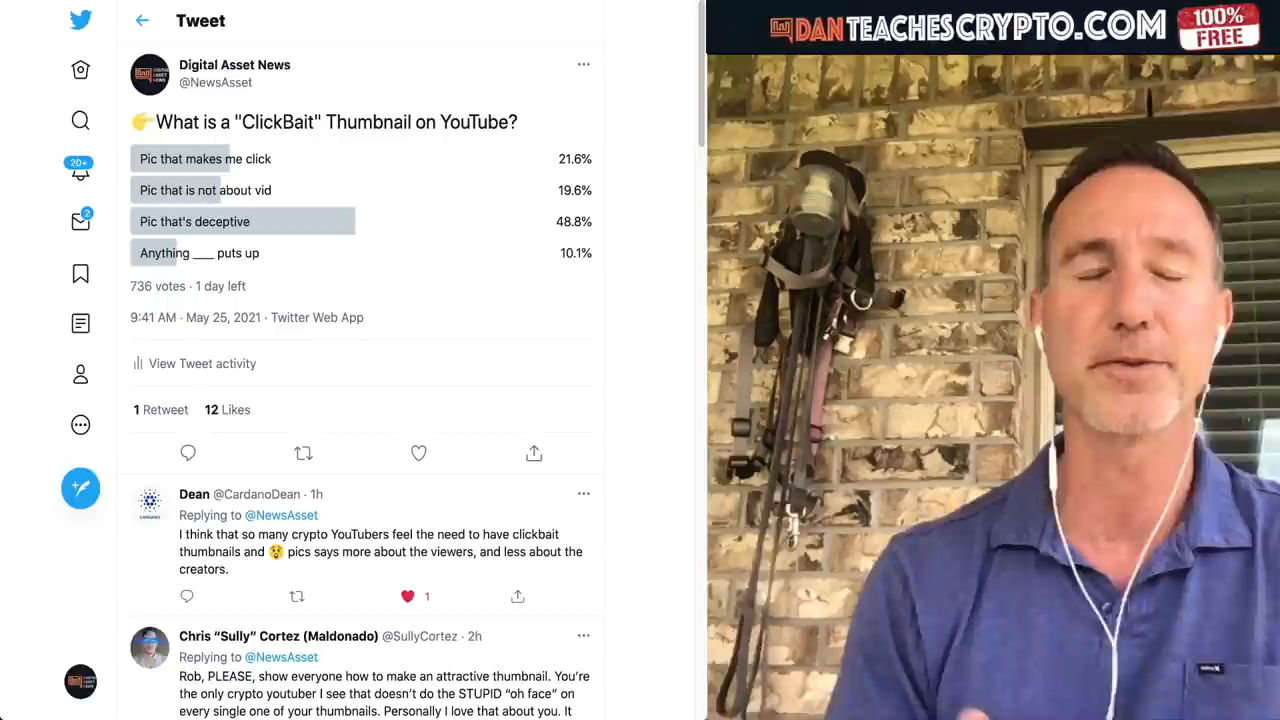 Tweet
Digital Asset News
@NewsAsset
👉What is a "ClickBait" Thumbnail on YouTube?
Pic that makes me click 21.6%
Pic that is not about vid 19.6%
Pic that's deceptive 48.8%
Anything ___ puts up 10.1%
736 votes · 1 day left
9:41 AM · May 25, 2021 · Twitter Web App
View Tweet activity
1 Retweet 12 Likes
Dean @CardanoDean · 1h
Replying to @NewsAsset
I think that so many crypto YouTubers feel the need to have clickbait
thumbnails and 😲 pics says more about the viewers, and less about the
creators.
1
Chris “Sully” Cortez (Maldonado) @SullyCortez · 2h
Replying to @NewsAsset
Rob, PLEASE, show everyone how to make an attractive thumbnail. You’re
the only crypto youtuber I see that doesn’t do the STUPID “oh face” on
every single one of your thumbnails. Personally I love that about you. It
20+
2
DANTEACHESCRYPTO.COM
100%
FREE